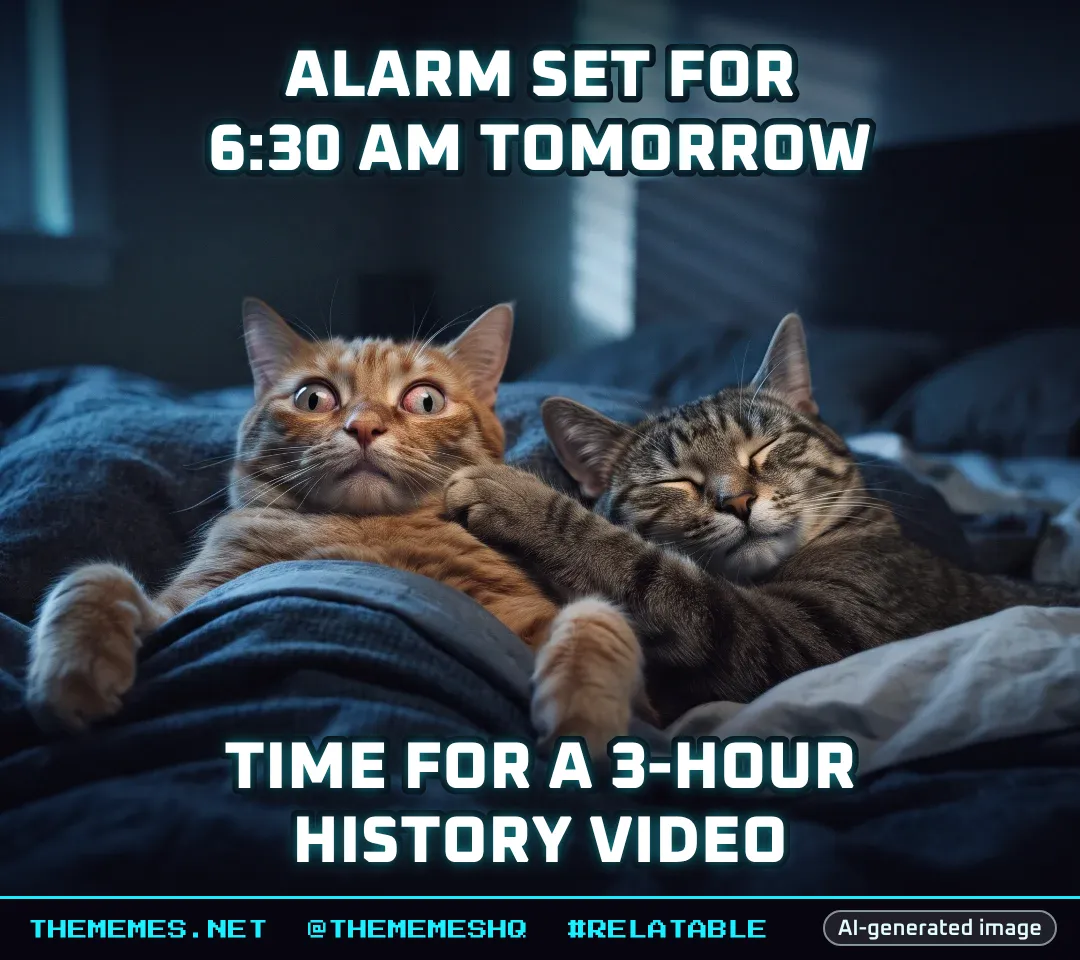 ALARM SET FOR
6:30 AM TOMORROW
TIME FOR A 3-HOUR
HISTORY VIDEO
THEMEMES.NET @THEMEMESHQ #RELATABLE AI-generated image